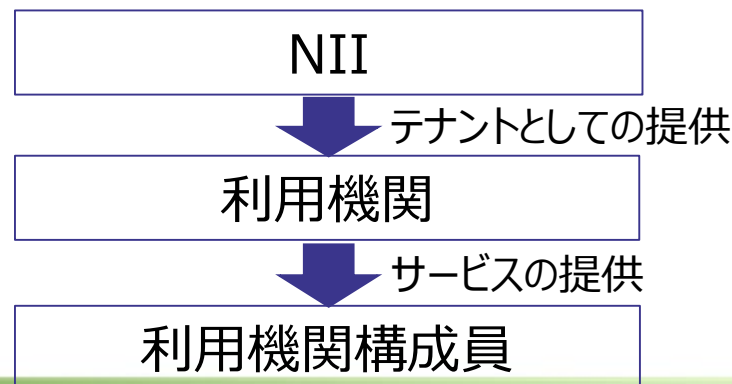 NII
テナントとしての提供
利用機関
サービスの提供
利用機関構成員